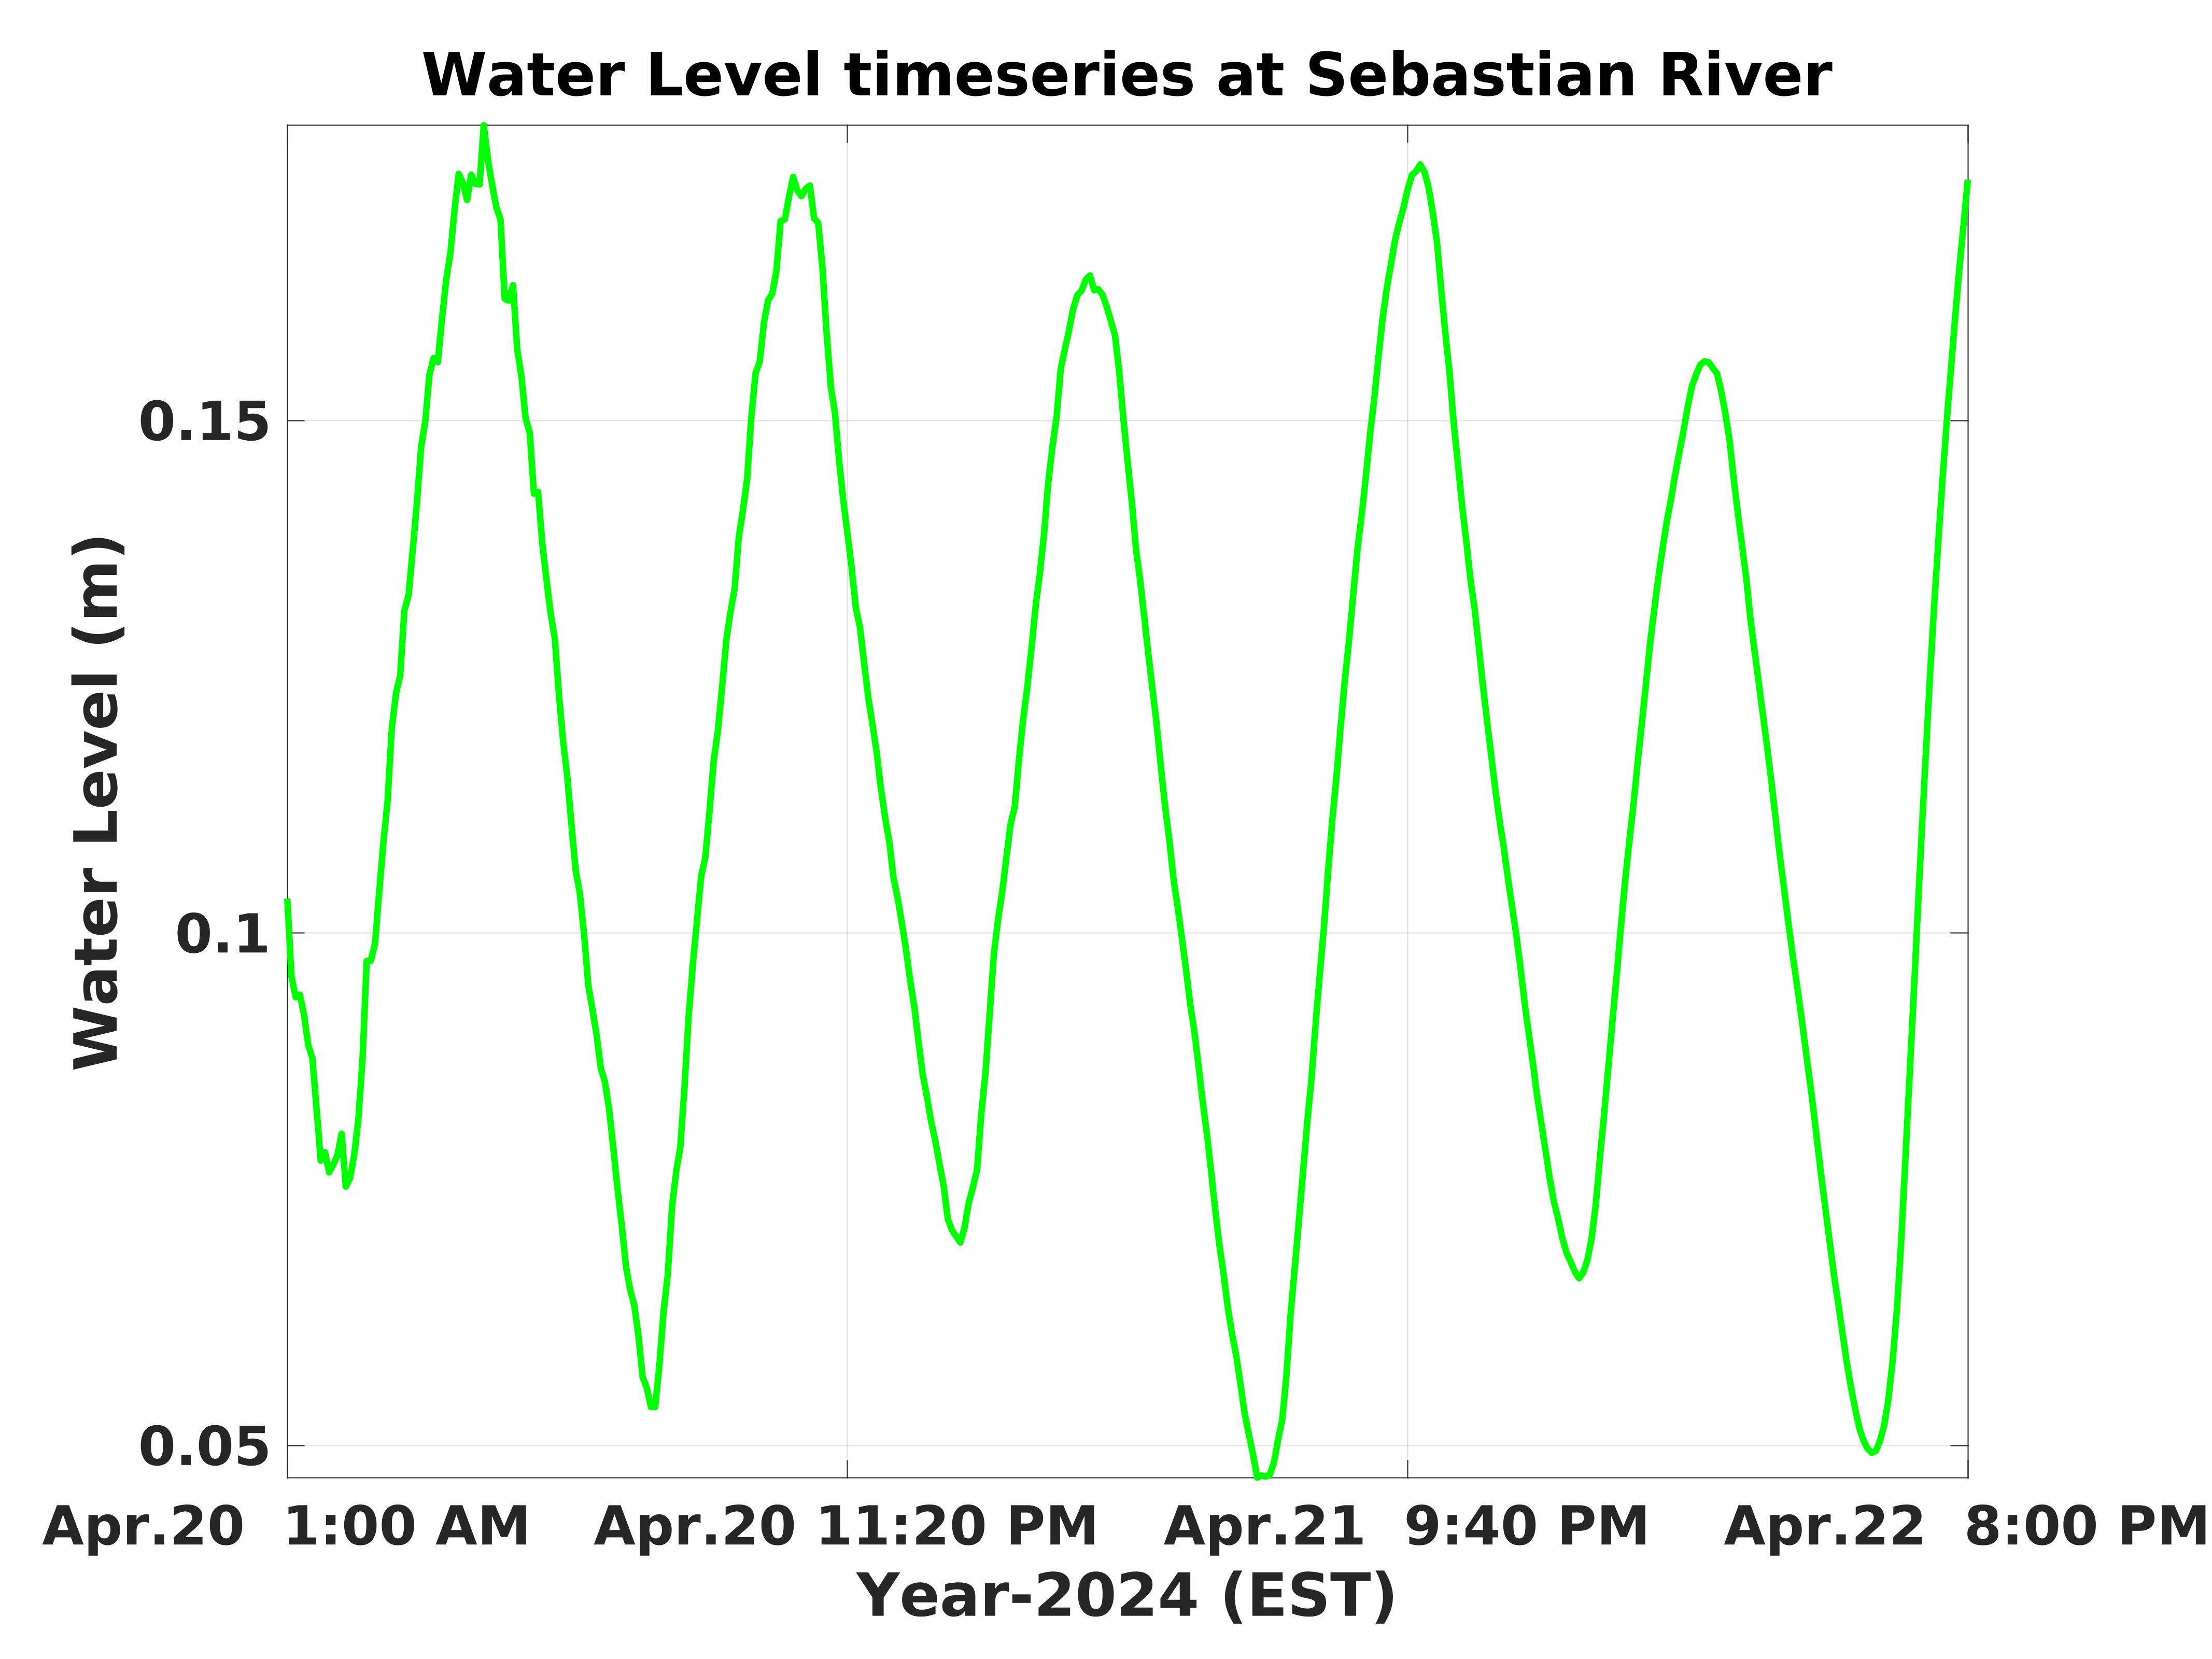 Water Level timeseries at Sebastian River
Water Level (m)
0.15
0.1
0.05
Apr.20 1:00 AM Apr.20 11:20 PM Apr.21 9:40 PM Apr.22 8:00 PM
Year-2024 (EST)